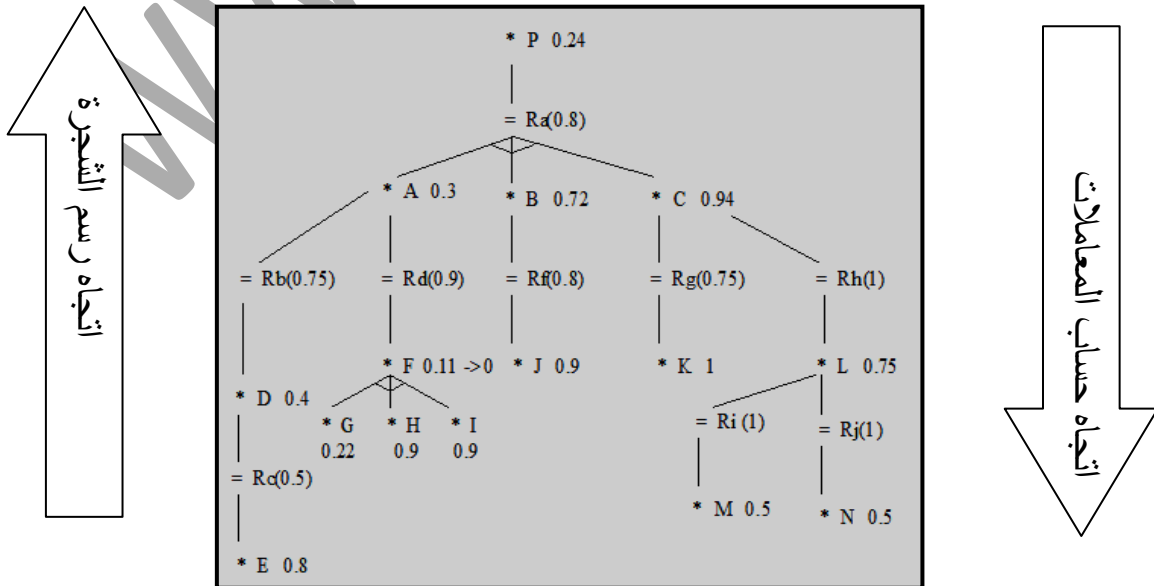 * P 0.24
= Ra(0.8)
* A 0.3 * B 0.72 * C 0.94
= Rb(0.75) = Rd(0.9) = Rf(0.8) = Rg(0.75) = Rh(1)
* F 0.11 ->0 * J 0.9 * K 1 * L 0.75
* D 0.4
* G * H * I = Ri (1) = Rj(1)
0.22 0.9 0.9
= Rc(0.5)
* M 0.5 * N 0.5
* E 0.8
اتجاه رسم الشجرة
اتجاه حساب المعاملات